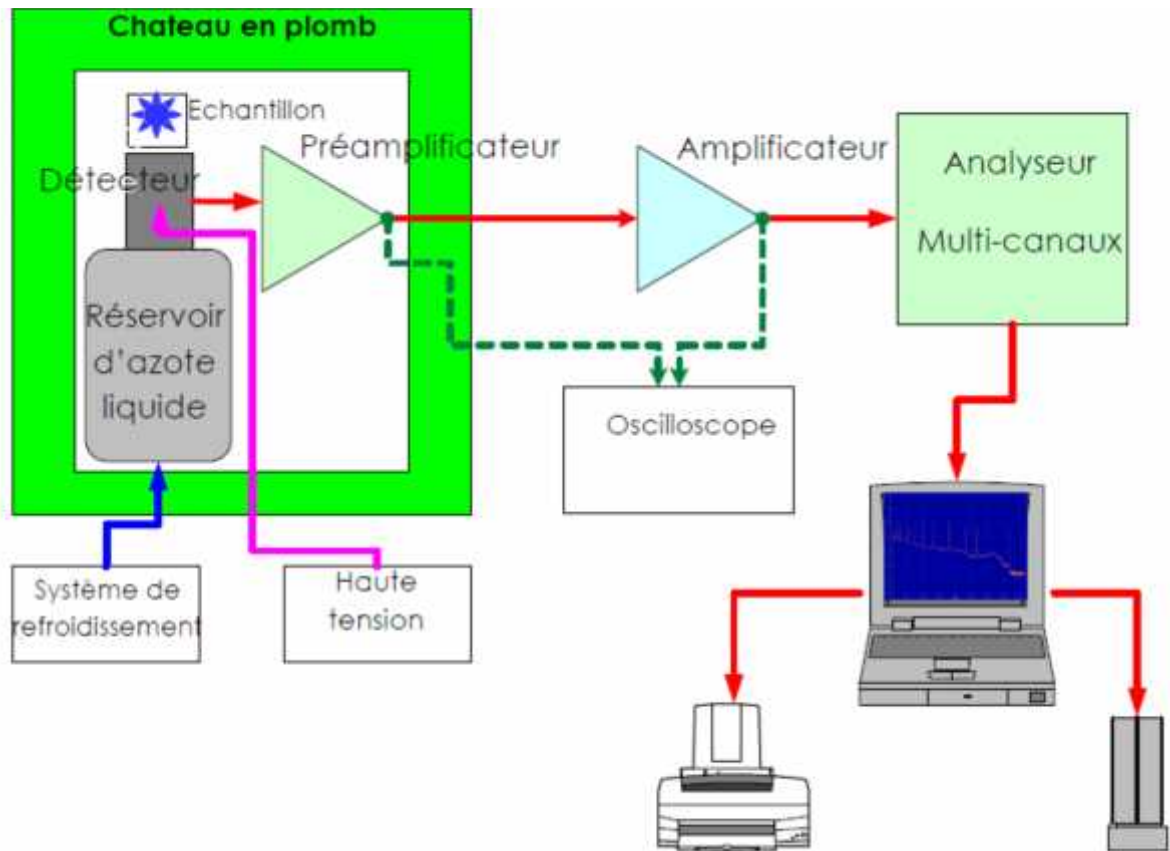 Chateau en plomb
Echantillon
Préamplificateur
Amplificateur
Détecteur
Analyseur
Multi-canaux
Réservoir
d'azote
liquide
Oscilloscope
Système de
refroidissement
Haute
tension